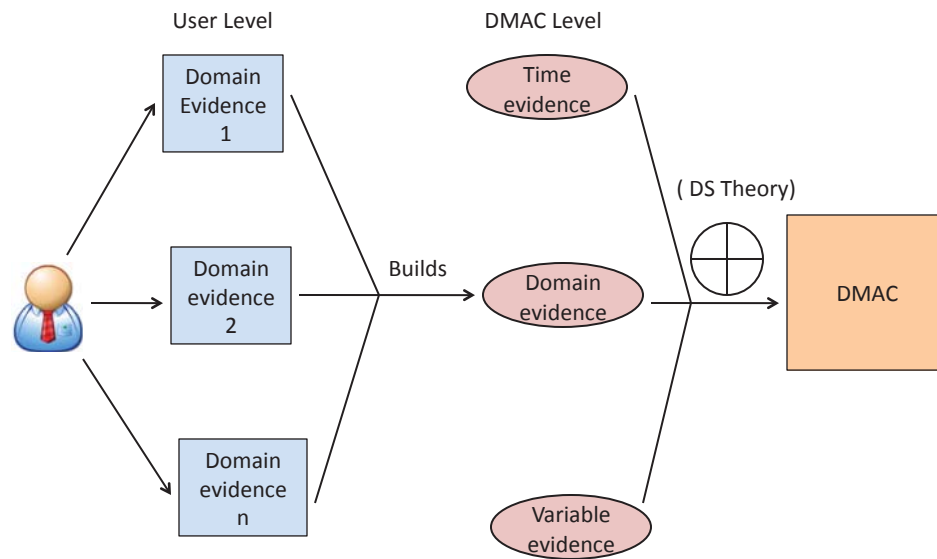 User Level
DMAC Level
Domain
Evidence
1
Time
evidence
( DS Theory)
Domain
evidence
2
Builds
Domain
evidence
DMAC
Domain
evidence
n
Variable
evidence